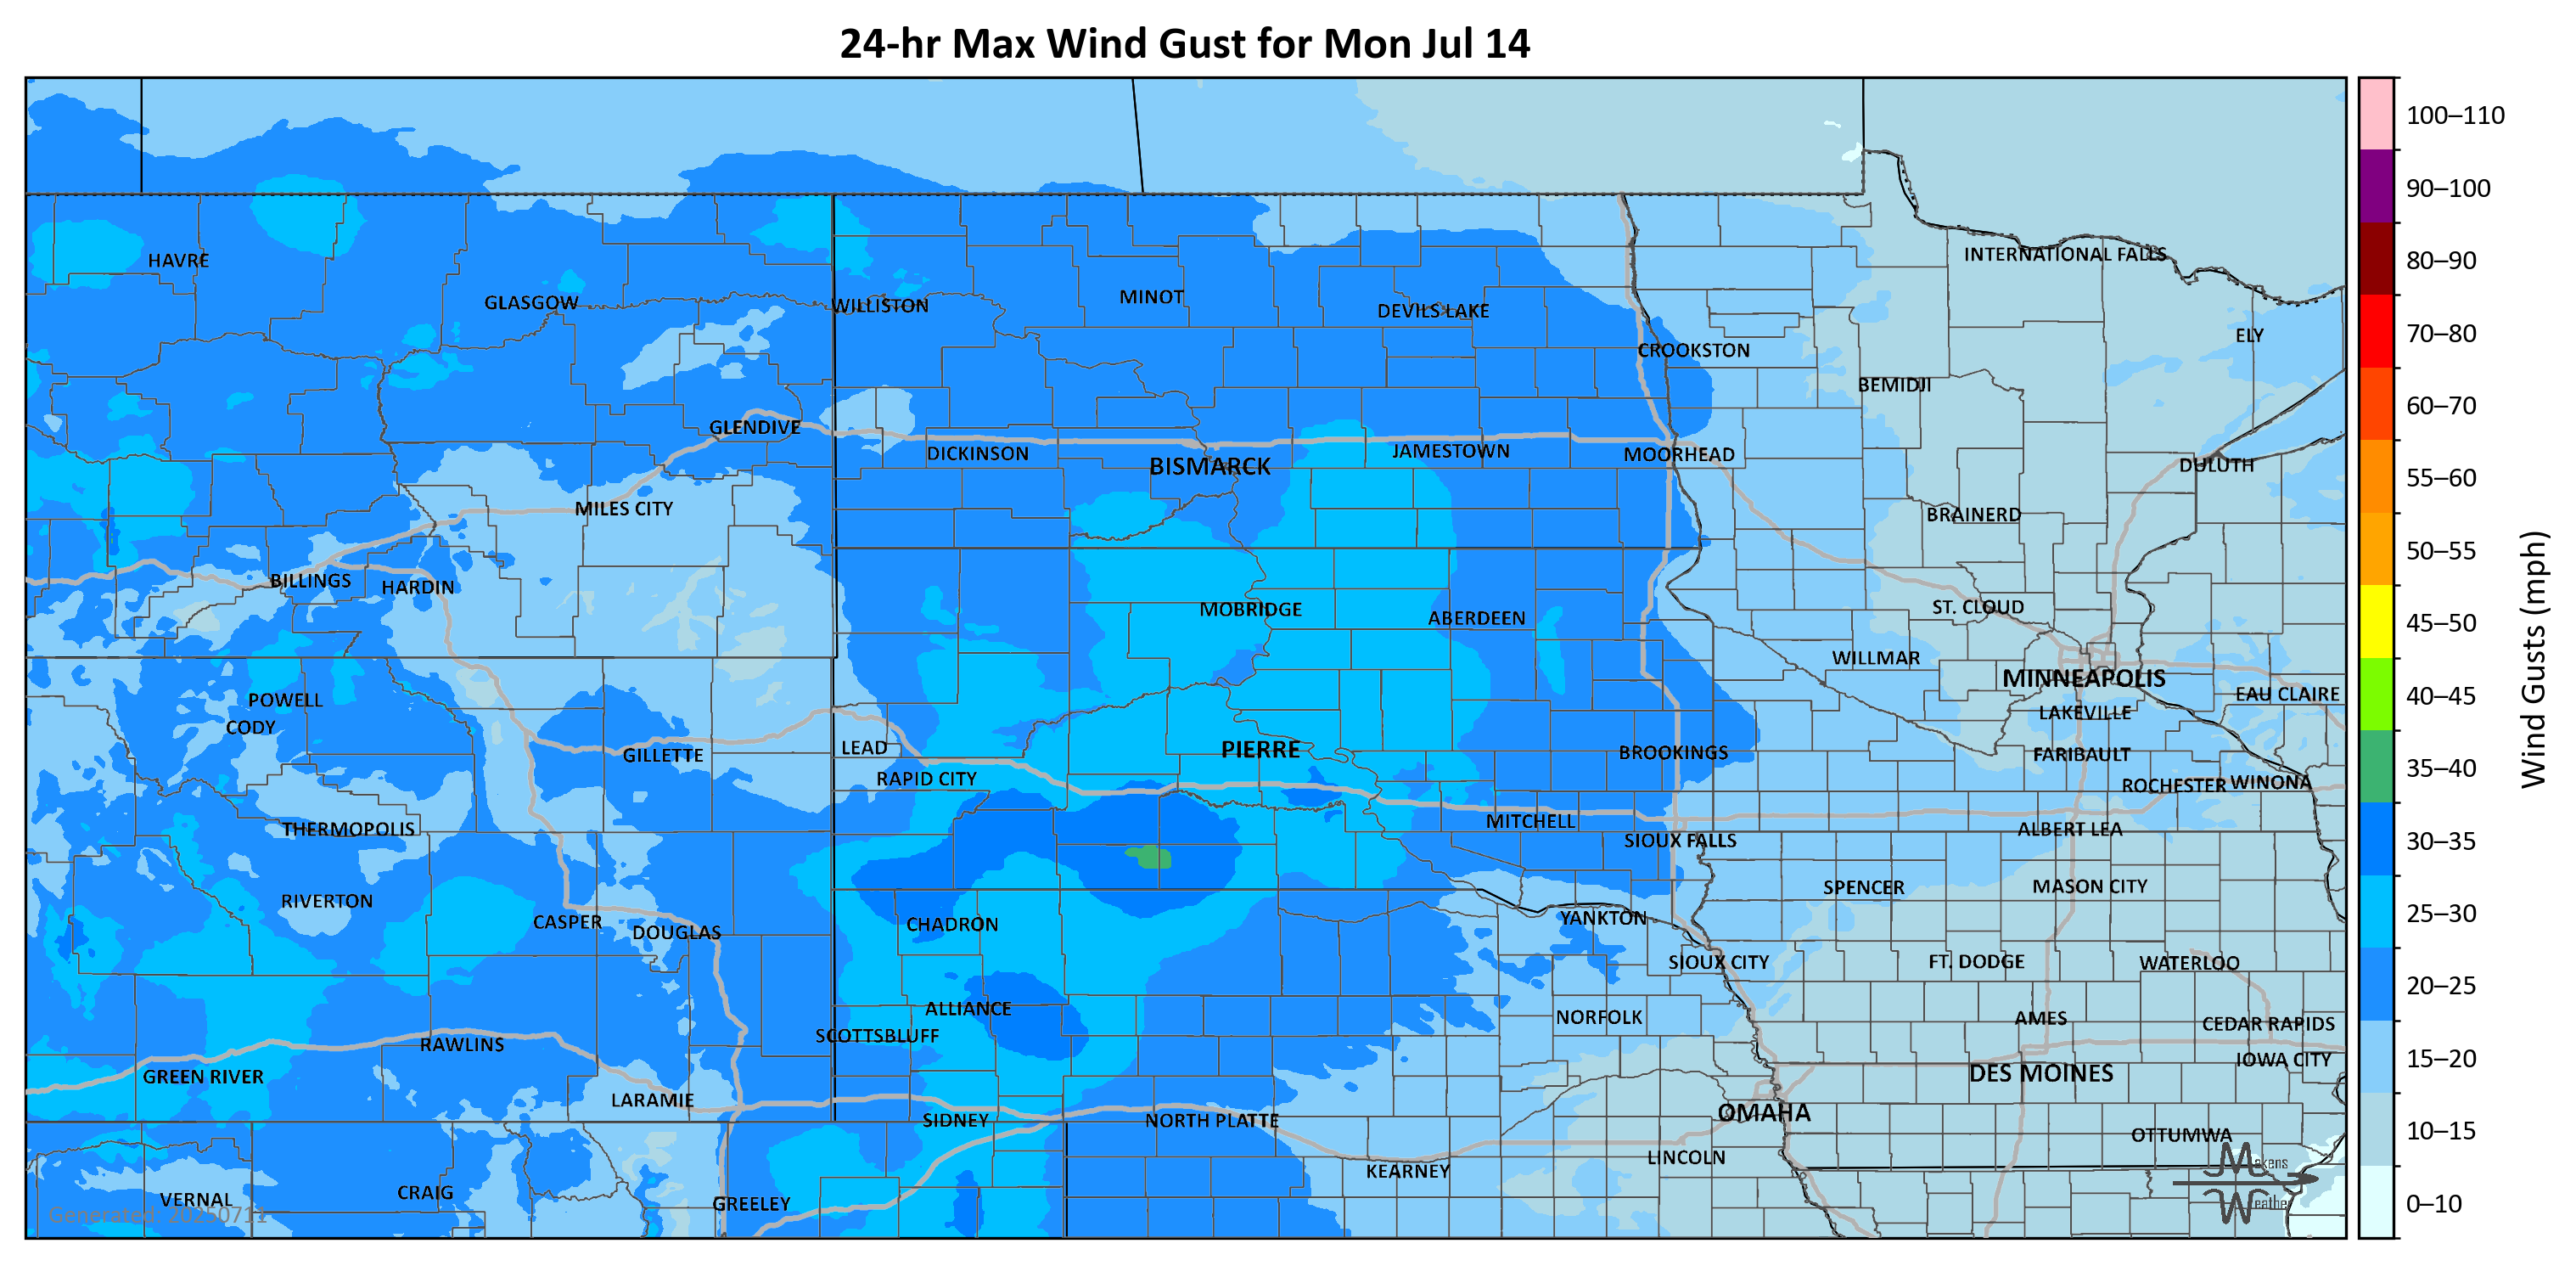 24-hr Max Wind Gust for Mon Jul 14
HAVRE
GLASGOW
WILLISTON
MINOT
DEVILS LAKE
INTERNATIONAL FALLS
ELY
CROOKSTON
BEMIDJI
GLENDIVE
DICKINSON
BISMARCK
JAMESTOWN
MOORHEAD
DULUTH
MILES CITY
BRAINERD
BILLINGS
HARDIN
MOBRIDGE
ABERDEEN
ST. CLOUD
WILLMAR
MINNEAPOLIS
EAU CLAIRE
POWELL
CODY
LAKEVILLE
GILLETTE
LEAD
PIERRE
BROOKINGS
FARIBAULT
RAPID CITY
ROCHESTER
WINONA
THERMOPOLIS
MITCHELL
ALBERT LEA
SIOUX FALLS
RIVERTON
SPENCER
MASON CITY
CASPER
DOUGLAS
CHADRON
YANKTON
SIOUX CITY
FT. DODGE
WATERLOO
ALLIANCE
NORFOLK
AMES
CEDAR RAPIDS
SCOTTSBLUFF
RAWLINS
IOWA CITY
GREEN RIVER
DES MOINES
LARAMIE
SIDNEY
NORTH PLATTE
OMAHA
OTTUMWA
KEARNEY
LINCOLN
VERNAL
CRAIG
GREELEY
Generated: 20250711
Makens
Weather
100–110
90–100
80–90
70–80
60–70
55–60
50–55
45–50
40–45
35–40
30–35
25–30
20–25
15–20
10–15
0–10
Wind Gusts (mph)